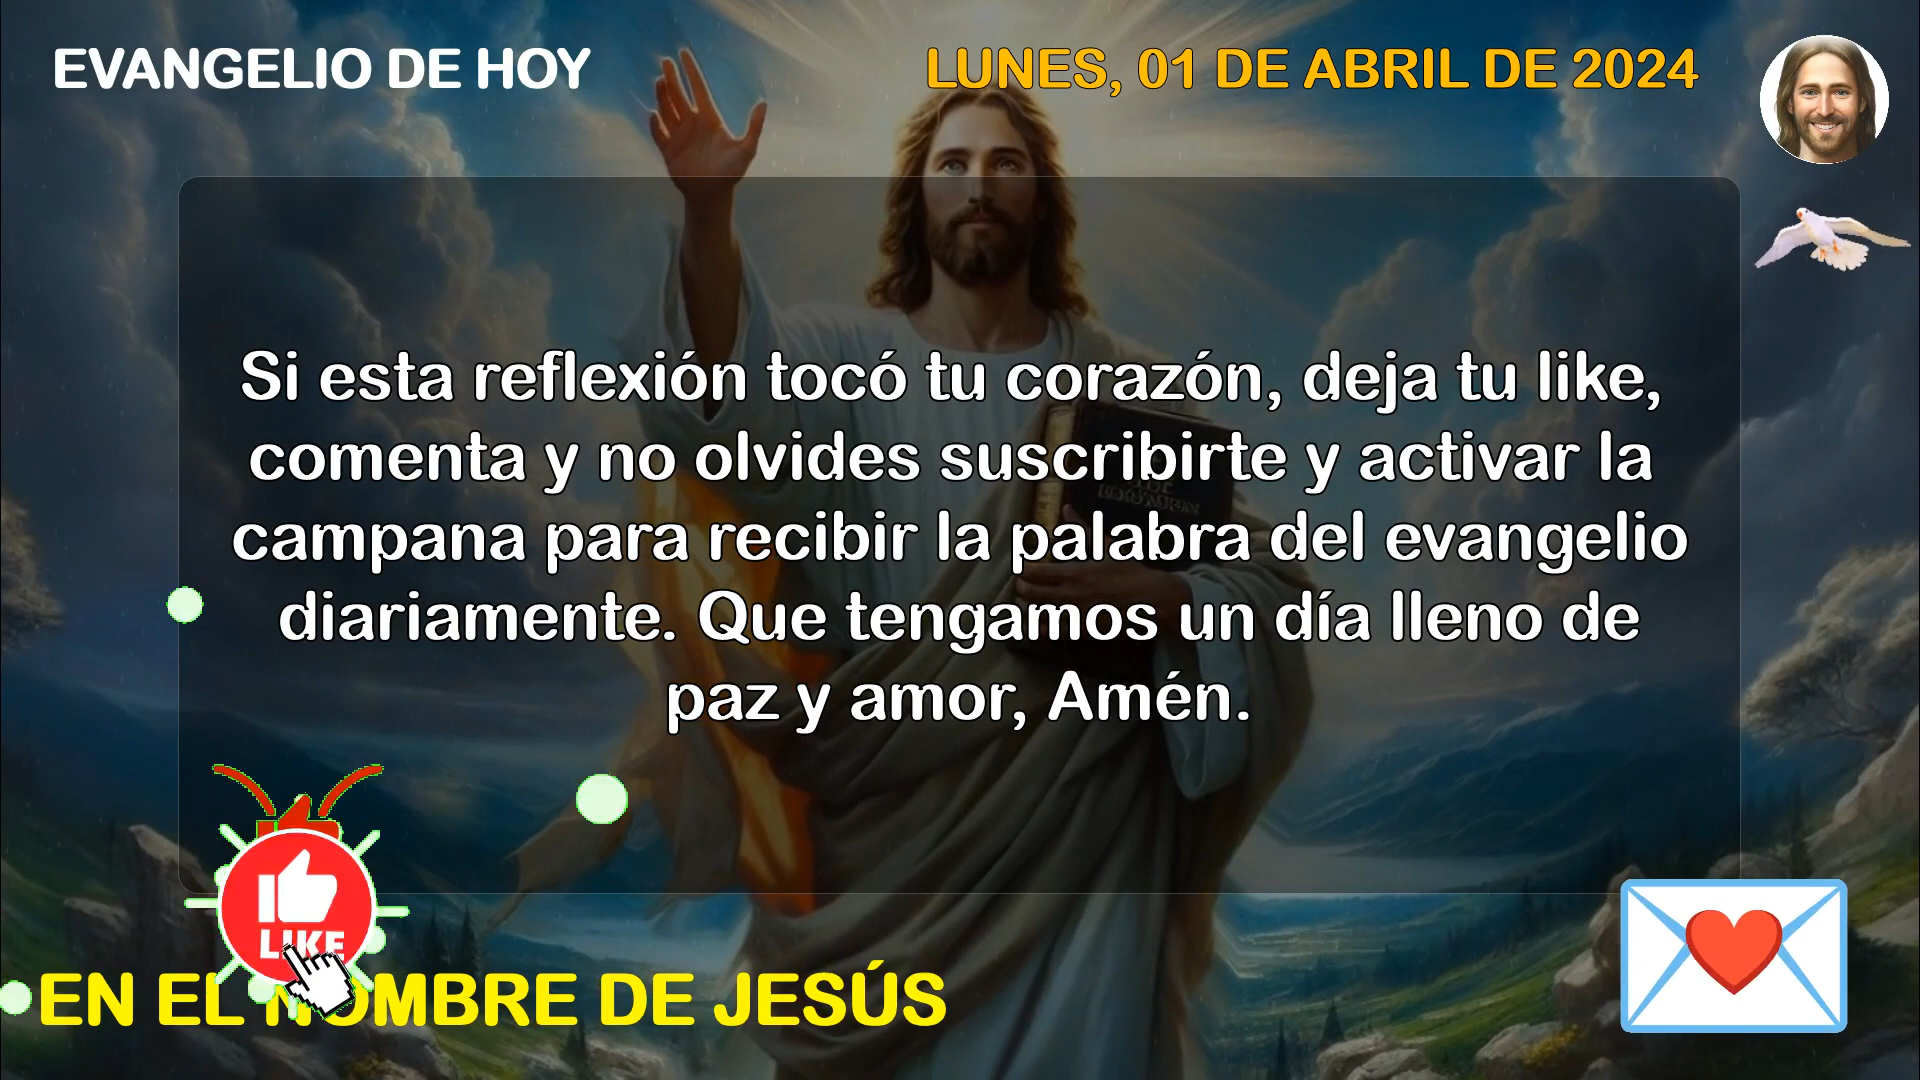 EVANGELIO DE HOY
LUNES, 01 DE ABRIL DE 2024
Si esta reflexión tocó tu corazón, deja tu like,
comenta y no olvides suscribirte y activar la
campana para recibir la palabra del evangelio
diariamente. Que tengamos un día lleno de
paz y amor, Amén.
LIKE
EN EL NOMBRE DE JESÚS